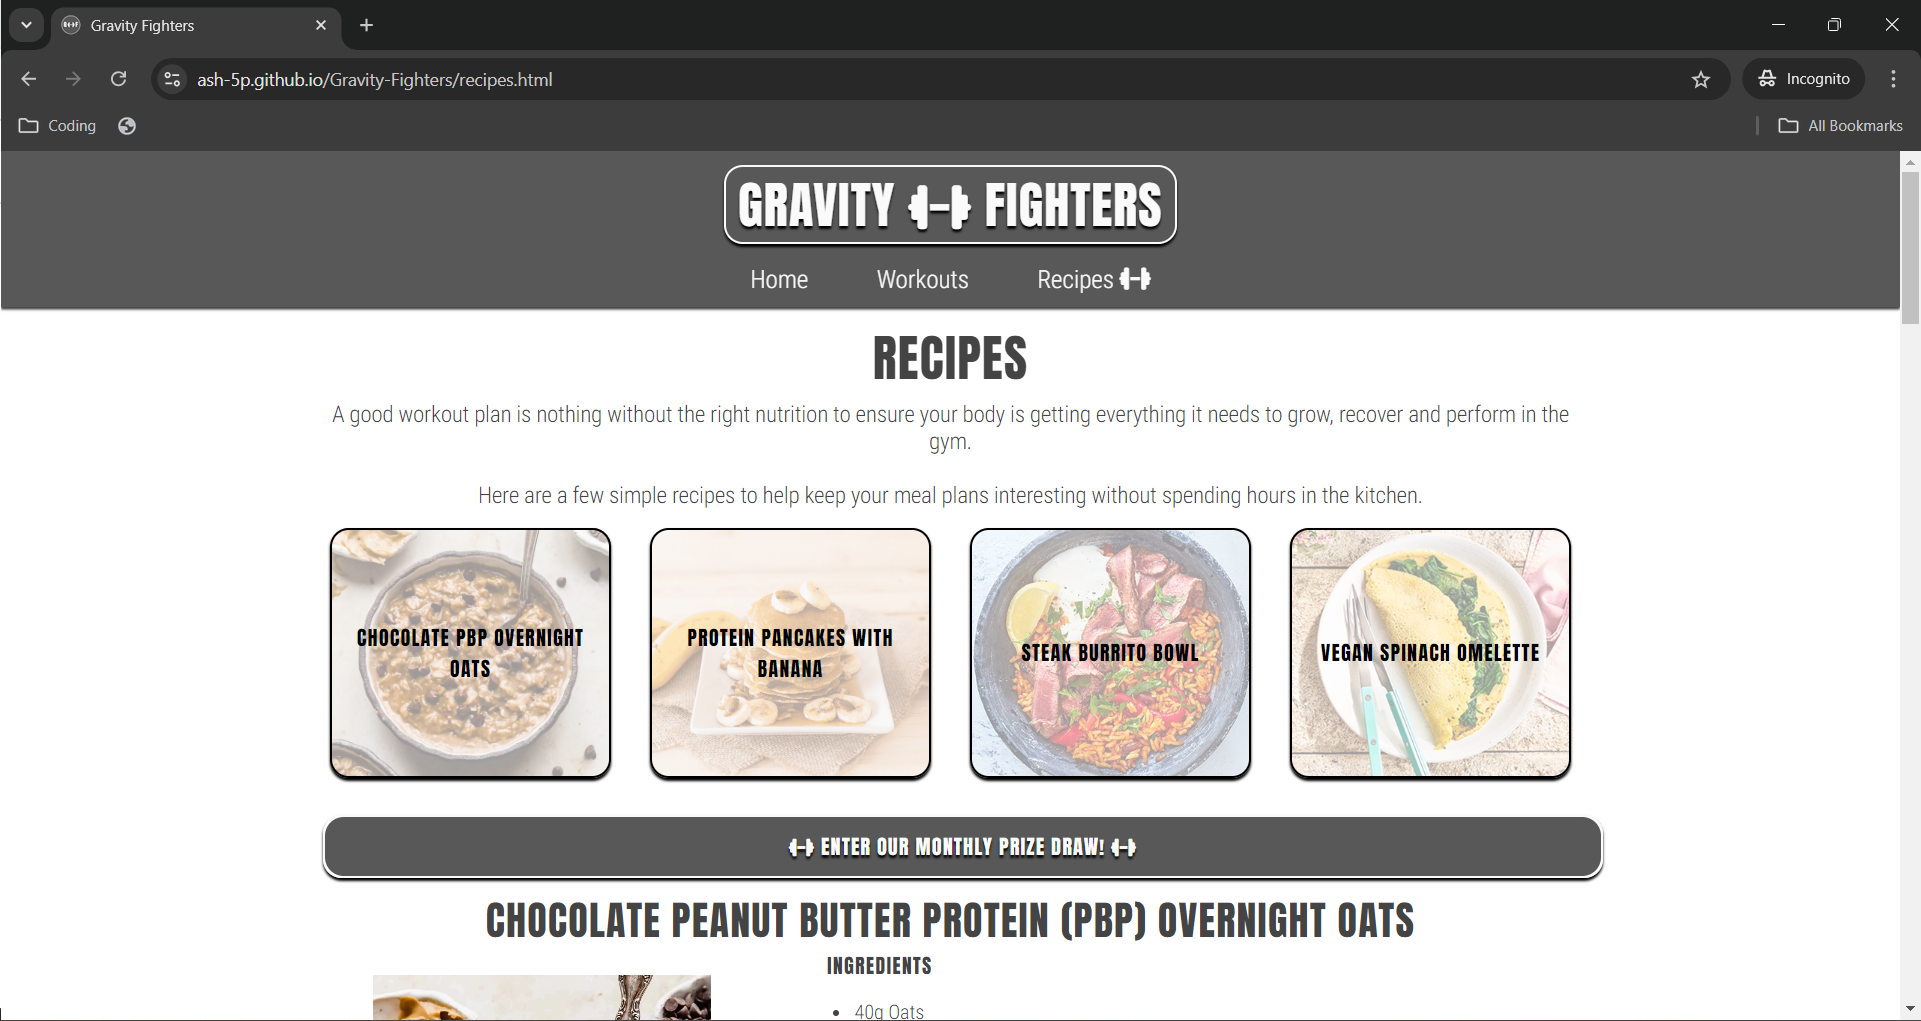 Gravity Fighters
ash-5p.github.io/Gravity-Fighters/recipes.html
Incognito
Coding
All Bookmarks
GRAVITY FIGHTERS
Home Workouts Recipes
RECIPES
A good workout plan is nothing without the right nutrition to ensure your body is getting everything it needs to grow, recover and perform in the
gym.
Here are a few simple recipes to help keep your meal plans interesting without spending hours in the kitchen.
CHOCOLATE PBP OVERNIGHT
OATS
PROTEIN PANCAKES WITH
BANANA
STEAK BURRITO BOWL
VEGAN SPINACH OMELETTE
ENTER OUR MONTHLY PRIZE DRAW!
CHOCOLATE PEANUT BUTTER PROTEIN (PBP) OVERNIGHT OATS
INGREDIENTS
40g Oats